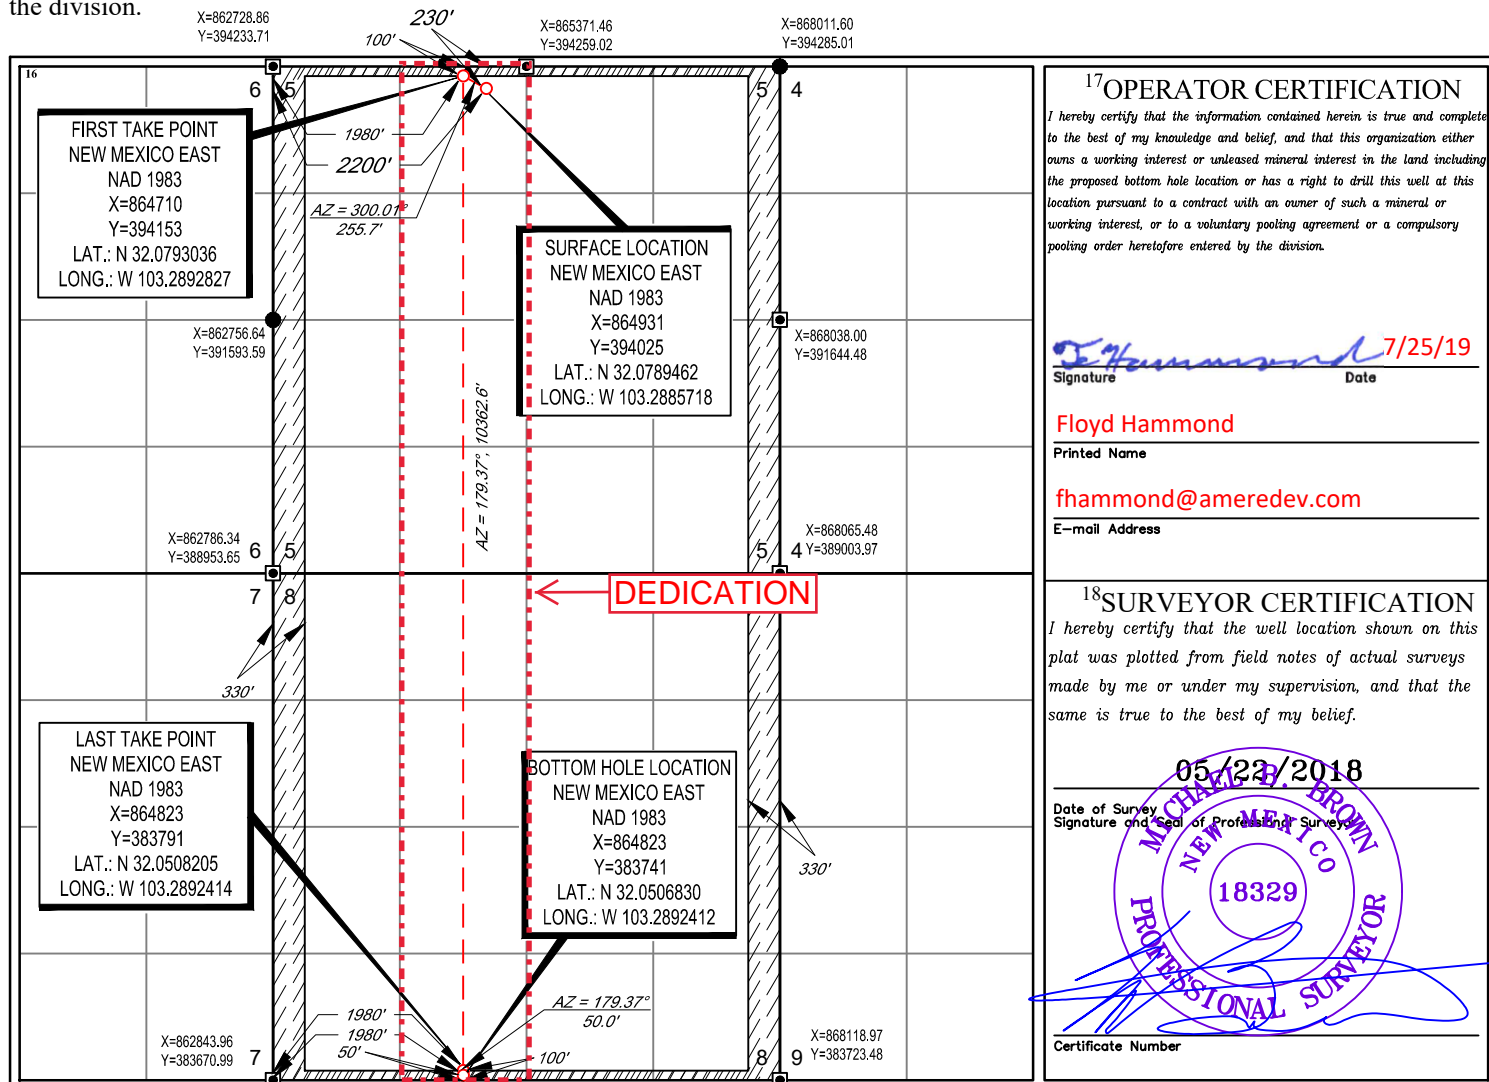 the division.
X=862728.86
Y=394233.71
230'
100'
X=865371.46
Y=394259.02
X=868011.60
Y=394285.01
16
6 5
5 4
FIRST TAKE POINT
NEW MEXICO EAST
NAD 1983
X=864710
Y=394153
LAT.: N 32.0793036
LONG.: W 103.2892827
1980'
2200'
AZ = 300.01°
255.7'
SURFACE LOCATION
NEW MEXICO EAST
NAD 1983
X=864931
Y=394025
LAT.: N 32.0789462
LONG.: W 103.2885718
X=862756.64
Y=391593.59
X=868038.00
Y=391644.48
AZ = 179.37°, 10362.6'
X=862786.34
Y=388953.65
6 5
5 4
X=868065.48
Y=389003.97
7 8
DEDICATION
330'
LAST TAKE POINT
NEW MEXICO EAST
NAD 1983
X=864823
Y=383791
LAT.: N 32.0508205
LONG.: W 103.2892414
BOTTOM HOLE LOCATION
NEW MEXICO EAST
NAD 1983
X=864823
Y=383741
LAT.: N 32.0506830
LONG.: W 103.2892412
330'
AZ = 179.37°
50.0'
1980'
1980'
50'
100'
X=862843.96
Y=383670.99
7
8 9
X=868118.97
Y=383723.48
17OPERATOR CERTIFICATION
I hereby certify that the information contained herein is true and complete
to the best of my knowledge and belief, and that this organization either
owns a working interest or unleased mineral interest in the land including
the proposed bottom hole location or has a right to drill this well at this
location pursuant to a contract with an owner of such a mineral or
working interest, or to a voluntary pooling agreement or a compulsory
pooling order heretofore entered by the division.
7/25/19
Signature Date
Floyd Hammond
Printed Name
fhammond@ameredev.com
E-mail Address
18SURVEYOR CERTIFICATION
I hereby certify that the well location shown on this
plat was plotted from field notes of actual surveys
made by me or under my supervision, and that the
same is true to the best of my belief.
05/22/2018
Date of Survey
Signature and Seal of Professional Surveyor
MICHAEL B. BROWN
NEW MEXICO
18329
PROFESSIONAL SURVEYOR
Certificate Number